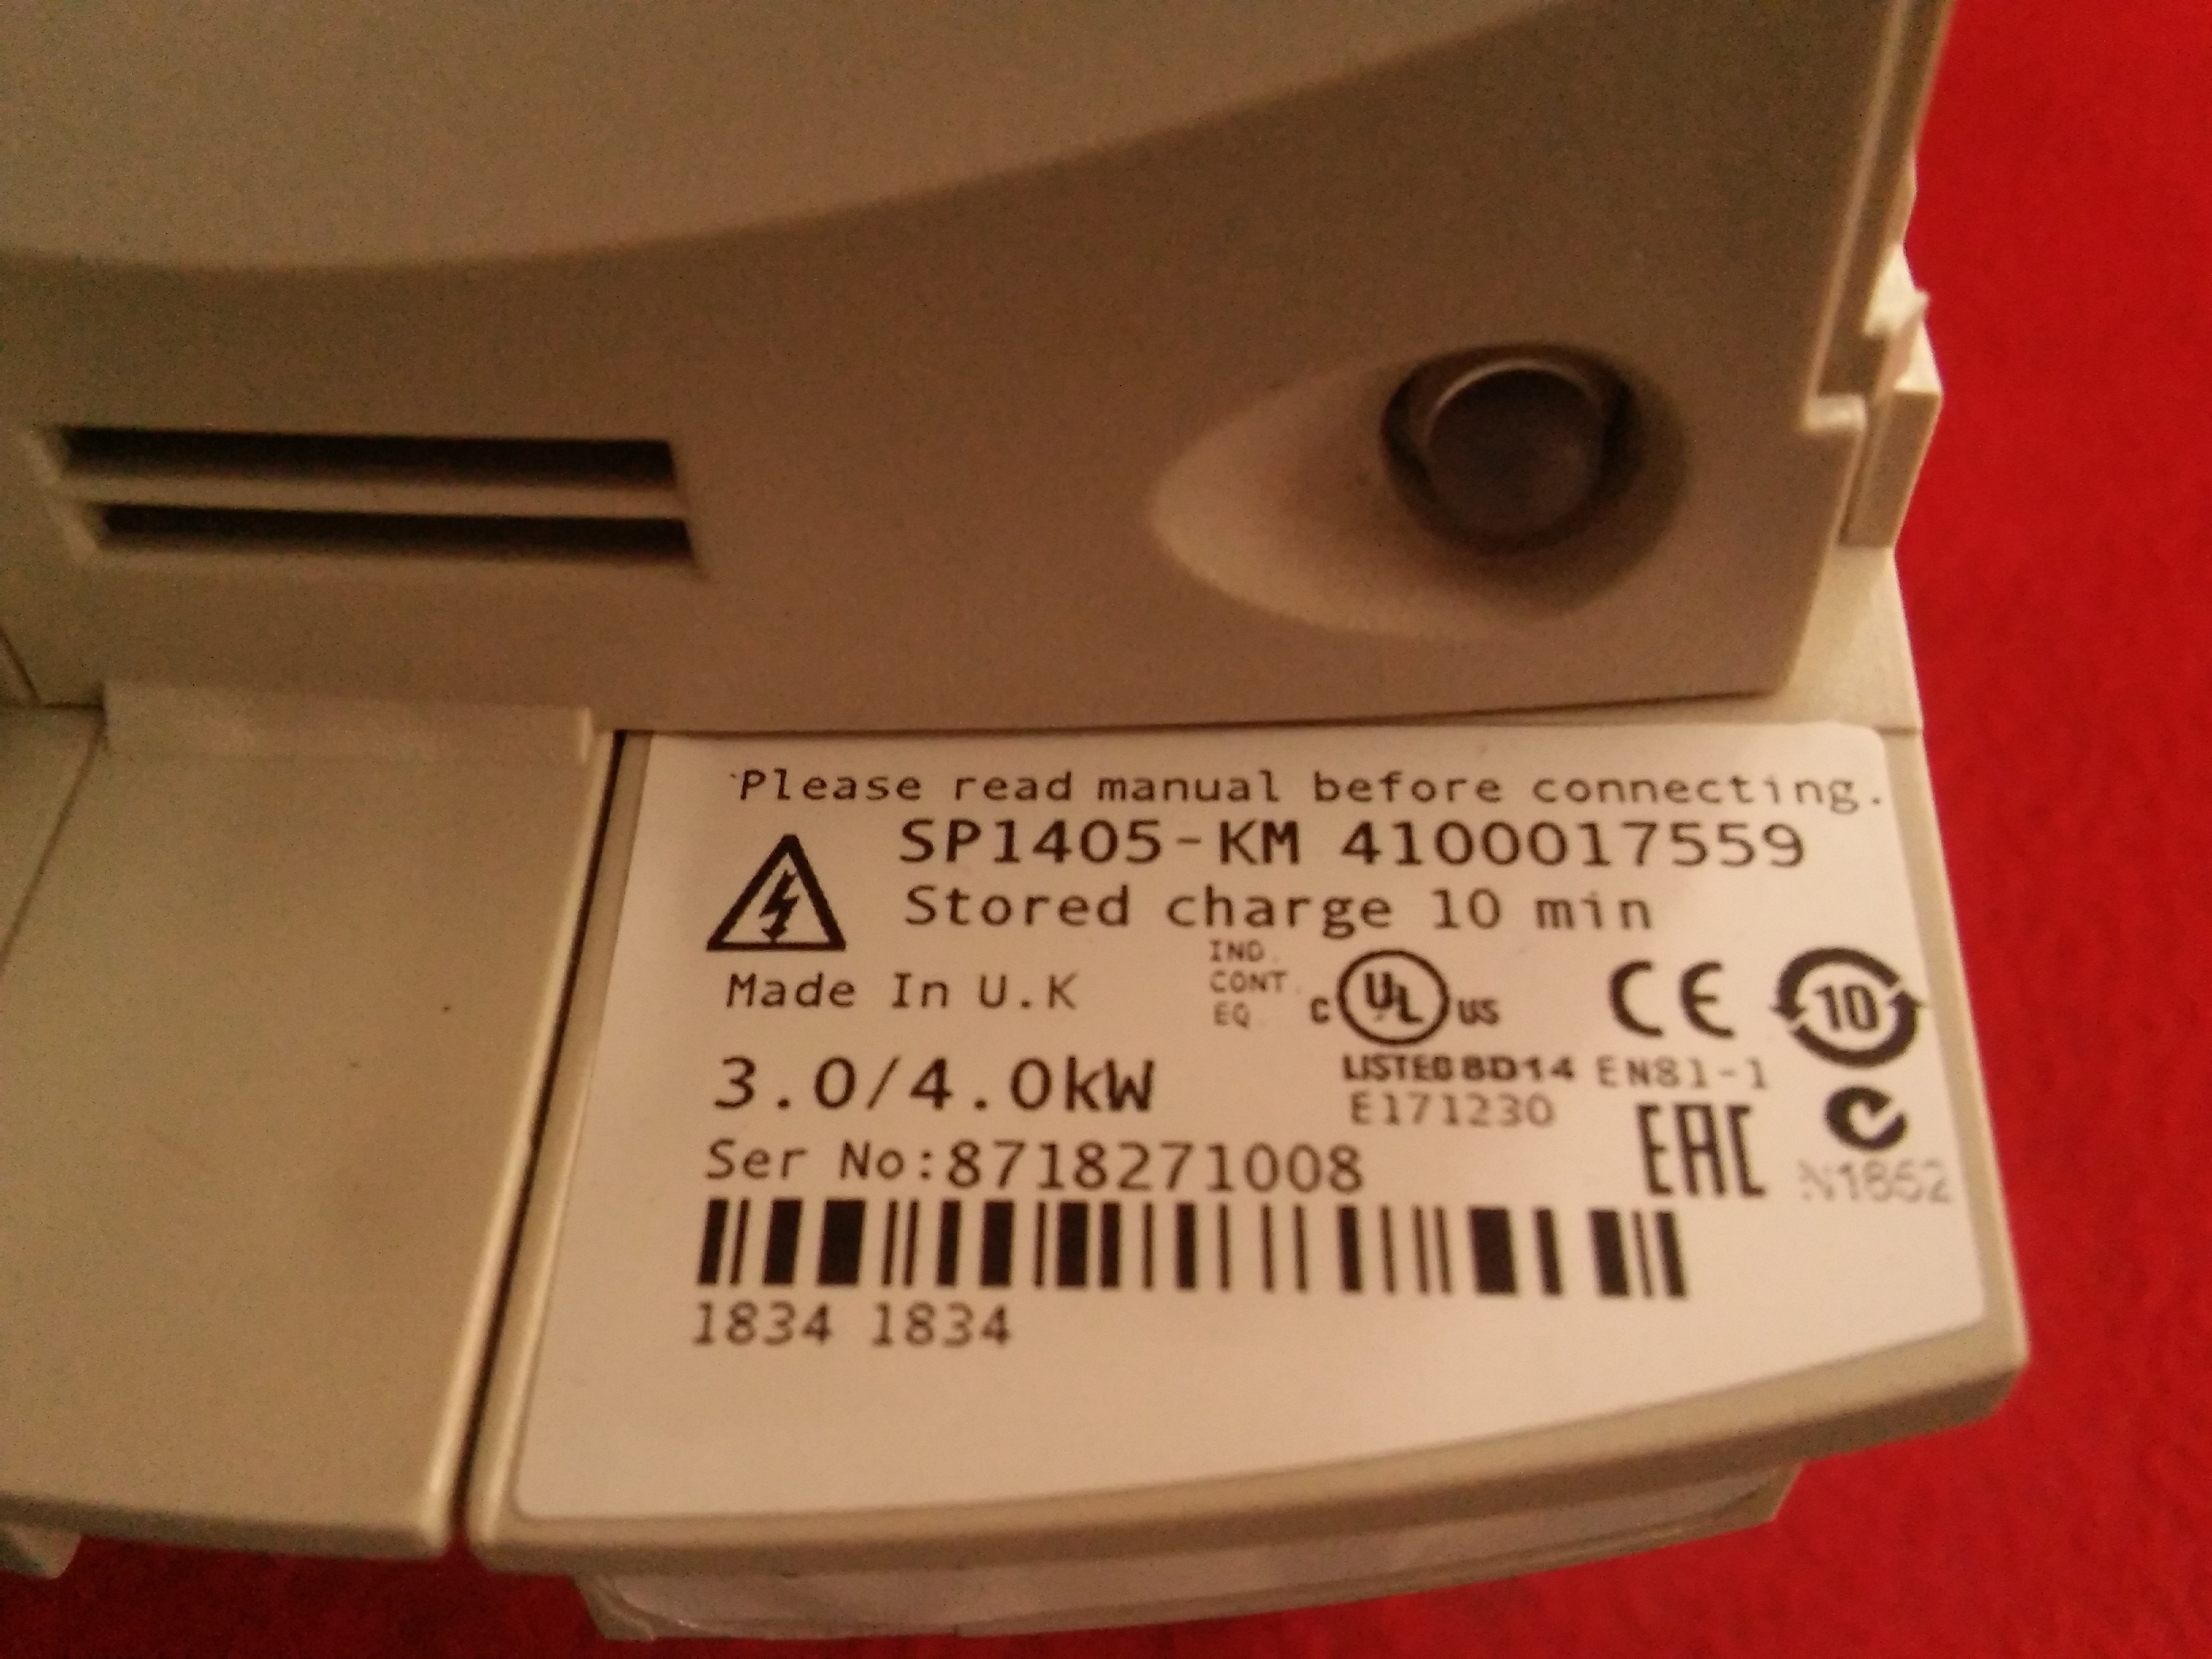 Please read manual before connecting.
SP1405-KM 4100017559
Stored charge 10 min
Made In U.K
IND.
CONT.
EQ.
C UL US
CE
10
LISTED 8D14
EN81-1
E171230
3.0/4.0kW
EAC
Ser No:8718271008
N1652
1834 1834